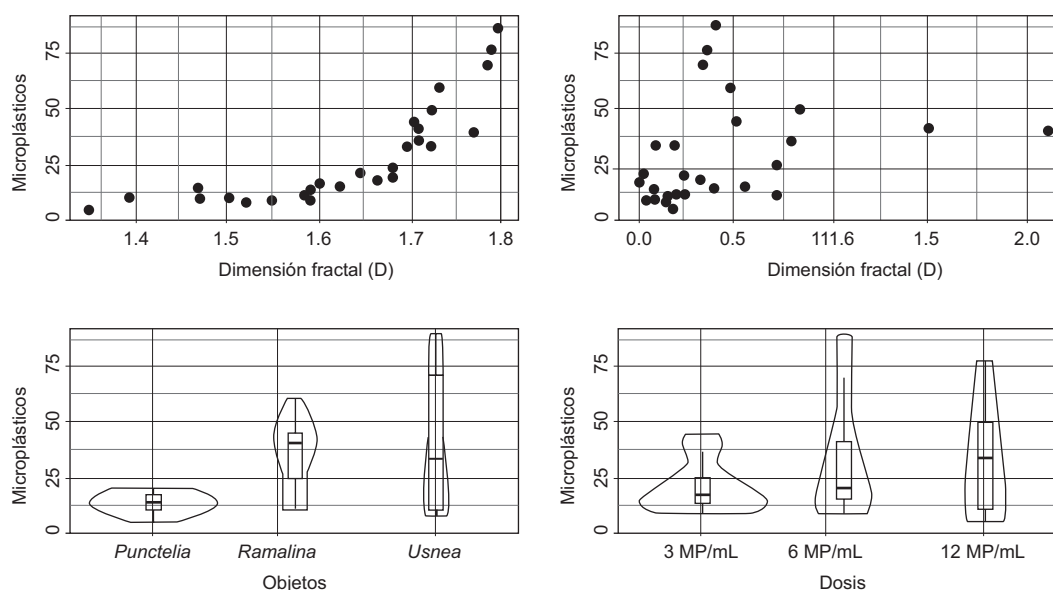 Microplásticos
75
50
25
0
1.4 1.5 1.6 1.7 1.8
Dimensión fractal (D)
Microplásticos
75
50
25
0
0.0 0.5 111.6 1.5 2.0
Dimensión fractal (D)
Microplásticos
75
50
25
0
Punctelia Ramalina Usnea
Objetos
Microplásticos
75
50
25
0
3 MP/mL 6 MP/mL 12 MP/mL
Dosis